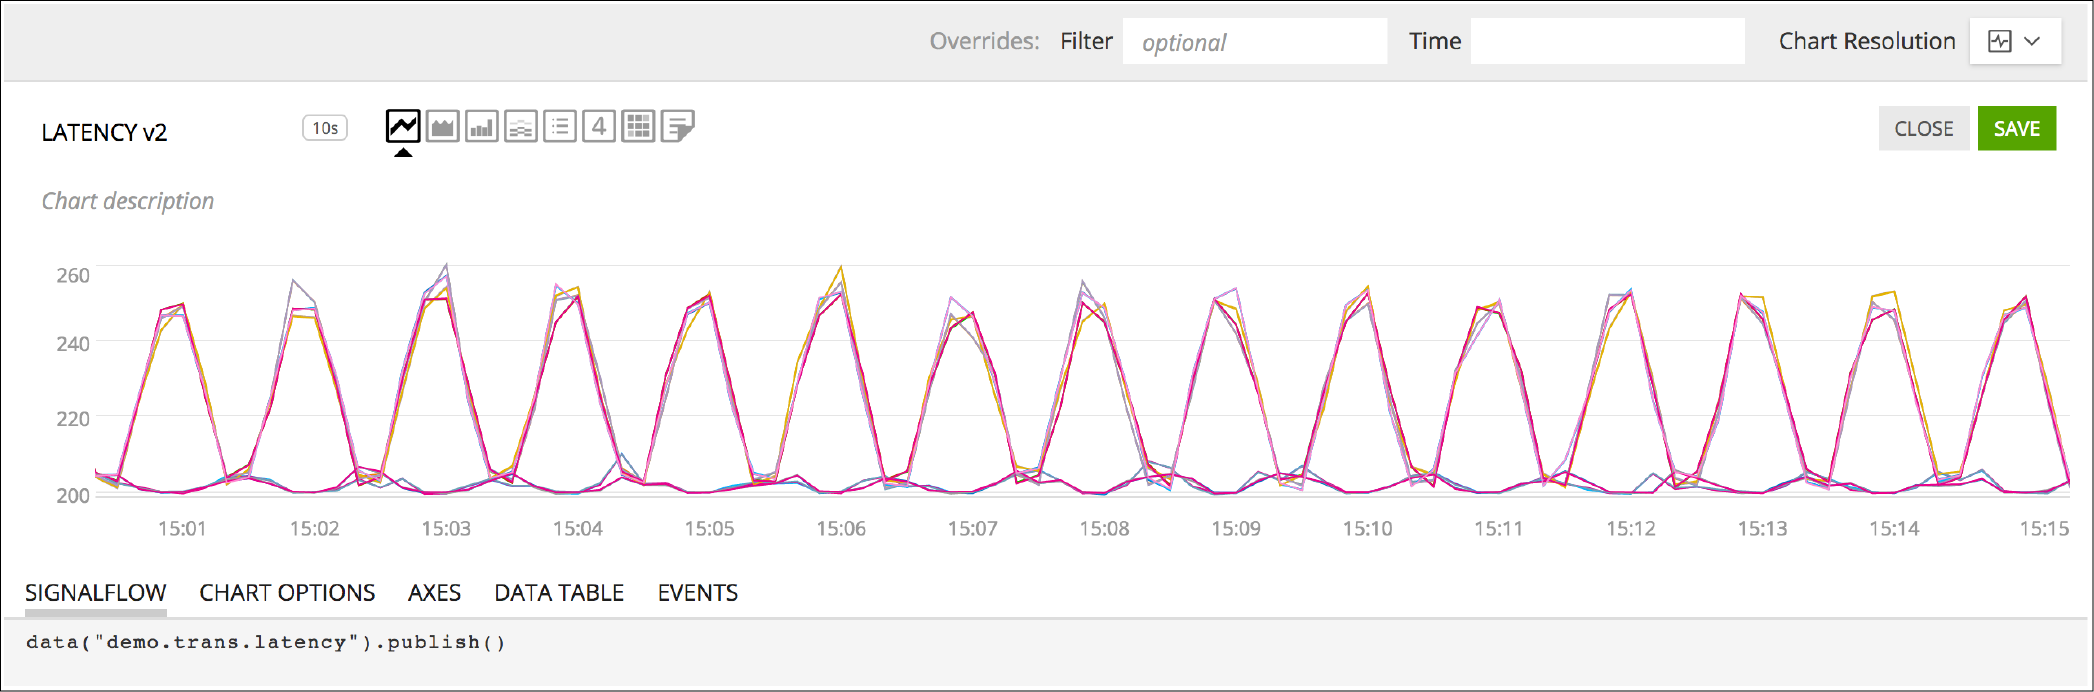 Overrides: Filter optional Time Chart Resolution
LATENCY v2 10s 4 CLOSE SAVE
Chart description
260
240
220
200
15:01 15:02 15:03 15:04 15:05 15:06 15:07 15:08 15:09 15:10 15:11 15:12 15:13 15:14 15:15
SIGNALFLOW CHART OPTIONS AXES DATA TABLE EVENTS
data("demo.trans.latency").publish()